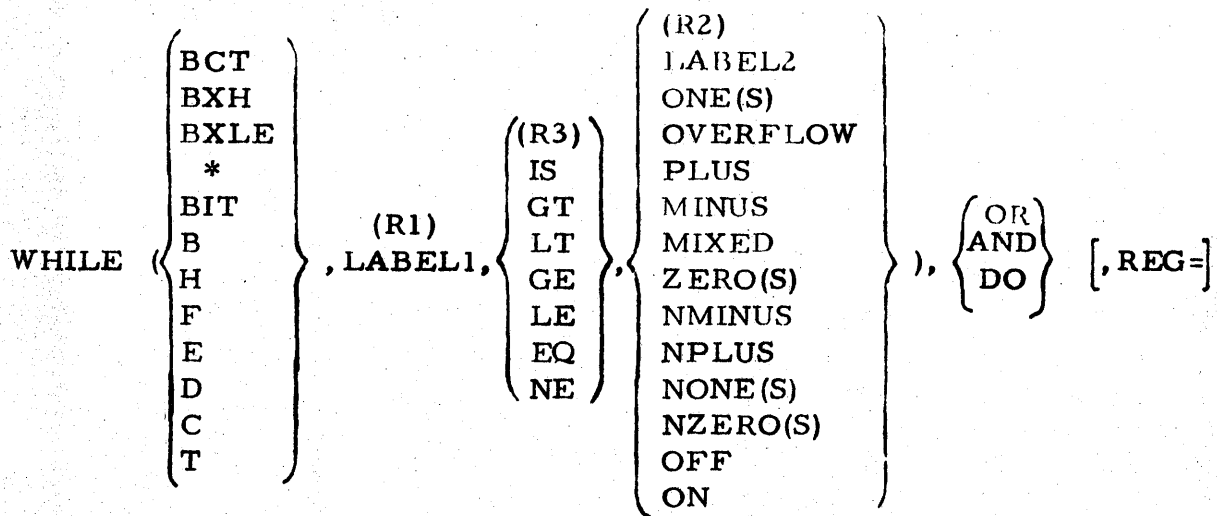 WHILE ( { BCT
BXH
BXLE
*
BIT
B
H
F
E
D
C
T } , (R1)
LABEL1, { (R3)
IS
GT
LT
GE
LE
EQ
NE } , { (R2)
LABEL2
ONE(S)
OVERFLOW
PLUS
MINUS
MIXED
ZERO(S)
NMINUS
NPLUS
NONE(S)
NZERO(S)
OFF
ON } ), { OR
AND
DO } [, REG=]